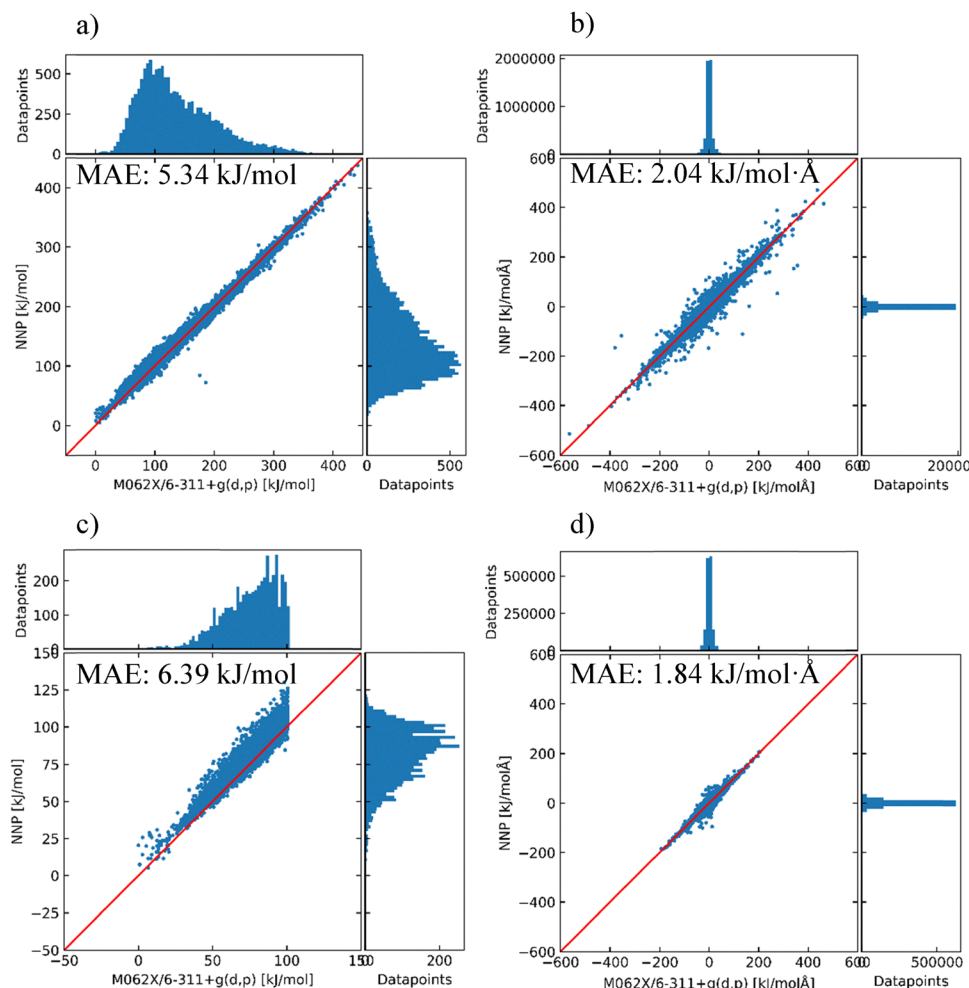 a)
Datapoints
500
250
0
MAE: 5.34 kJ/mol
NNP [kJ/mol]
400
300
200
100
0
0 100 200 300 400
M062X/6-311+g(d,p) [kJ/mol]
0 500
Datapoints
b)
Datapoints
2000000
1000000
0
600
MAE: 2.04 kJ/mol·Å
NNP [kJ/molÅ]
400
200
0
−200
−400
−600
−600 −400 −200 0 200 400 600
M062X/6-311+g(d,p) [kJ/molÅ]
0 20000
Datapoints
c)
Datapoints
200
100
0
150
MAE: 6.39 kJ/mol
NNP [kJ/mol]
125
100
75
50
25
0
−25
−50
−50 0 50 100 150
M062X/6-311+g(d,p) [kJ/mol]
0 200
Datapoints
d)
Datapoints
500000
250000
0
600
MAE: 1.84 kJ/mol·Å
NNP [kJ/molÅ]
400
200
0
−200
−400
−600
−600 −400 −200 0 200 400 600
M062X/6-311+g(d,p) [kJ/molÅ]
0 500000
Datapoints